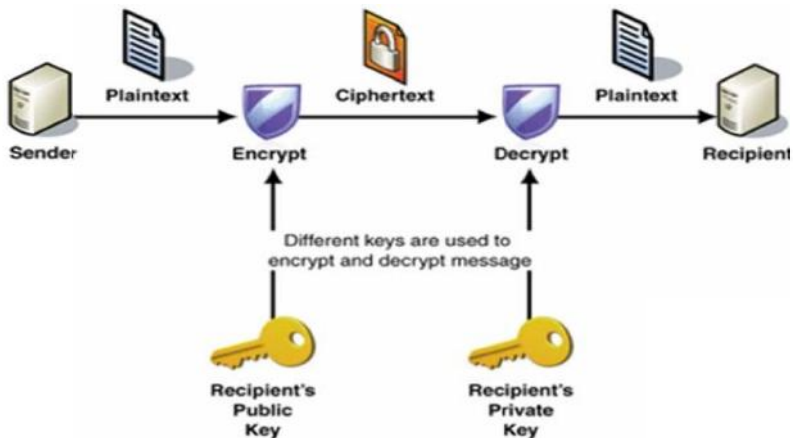 Plaintext
Ciphertext
Plaintext
Sender
Encrypt
Decrypt
Recipient
Different keys are used to
encrypt and decrypt message
Recipient's
Public
Key
Recipient's
Private
Key